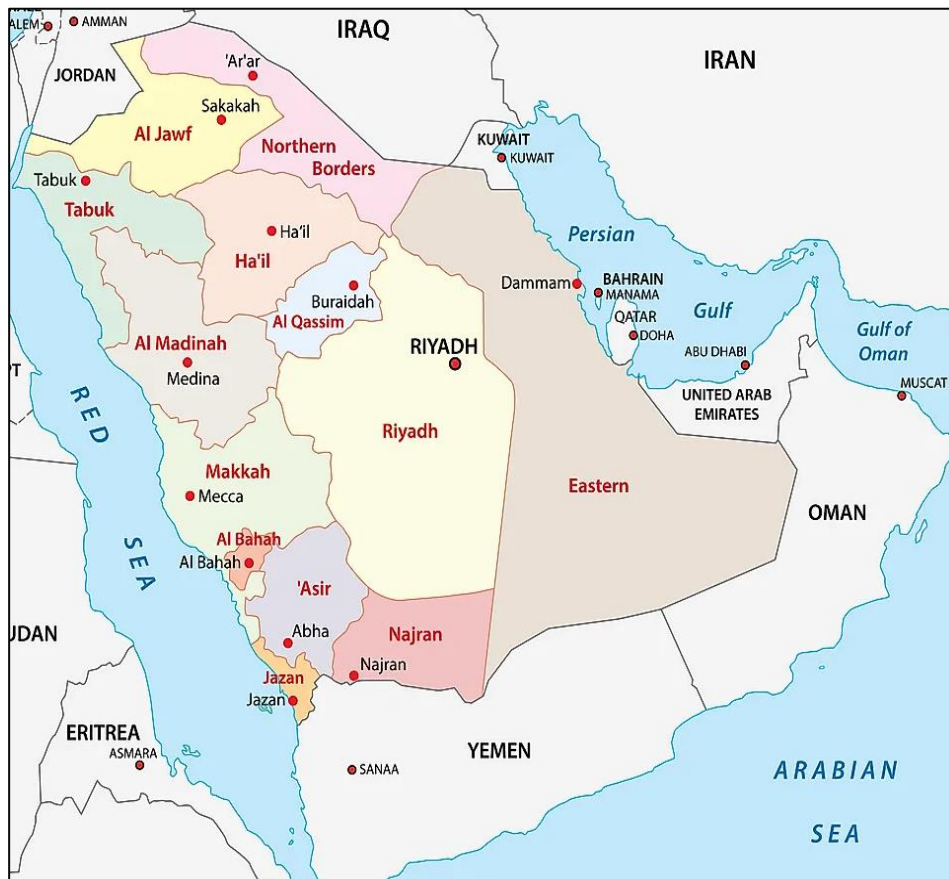 ALEM
AMMAN
JORDAN
IRAQ
IRAN
'Ar'ar
Sakakah
Al Jawf
Northern
Borders
KUWAIT
KUWAIT
Tabuk
Tabuk
Ha'il
Ha'il
Persian
Gulf
Dammam
BAHRAIN
MANAMA
QATAR
DOHA
Buraidah
Al Qassim
Al Madinah
Medina
RIYADH
ABU DHABI
Gulf of
Oman
MUSCAT
UNITED ARAB
EMIRATES
PT
RED
SEA
Riyadh
Makkah
Mecca
Eastern
OMAN
Al Bahah
Al Bahah
'Asir
Abha
Najran
Najran
Jazan
Jazan
UDAN
ERITREA
ASMARA
SANAA
YEMEN
ARABIAN
SEA